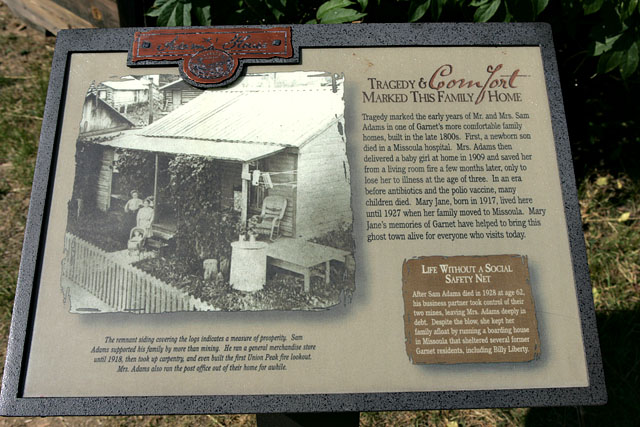 TRAGEDY & Comfort
MARKED THIS FAMILY HOME
Tragedy marked the early years of Mr. and Mrs. Sam
Adams in one of Garnet's more comfortable family
homes, built in the late 1800s. First, a newborn son
died in a Missoula hospital. Mrs. Adams then
delivered a baby girl at home in 1909 and saved her
from a living room fire a few months later, only to
lose her to illness at the age of three. In an era
before antibiotics and the polio vaccine, many
children died. Mary Jane, born in 1917, lived here
until 1927 when her family moved to Missoula. Mary
Jane's memories of Garnet have helped to bring this
ghost town alive for everyone who visits today.
LIFE WITHOUT A SOCIAL
SAFETY NET
After Sam Adams died in 1928 at age 62,
his business partner took control of their
two mines, leaving Mrs. Adams deeply in
debt. Despite the blow, she kept her
family afloat by running a boarding house
in Missoula that sheltered several former
Garnet residents, including Billy Liberty.
The remnant siding covering the logs indicates a measure of prosperity. Sam
Adams supported his family by more than mining. He ran a general merchandise store
until 1918, then took up carpentry, and even built the first Union Peak fire lookout.
Mrs. Adams also ran the post office out of their home for awhile.